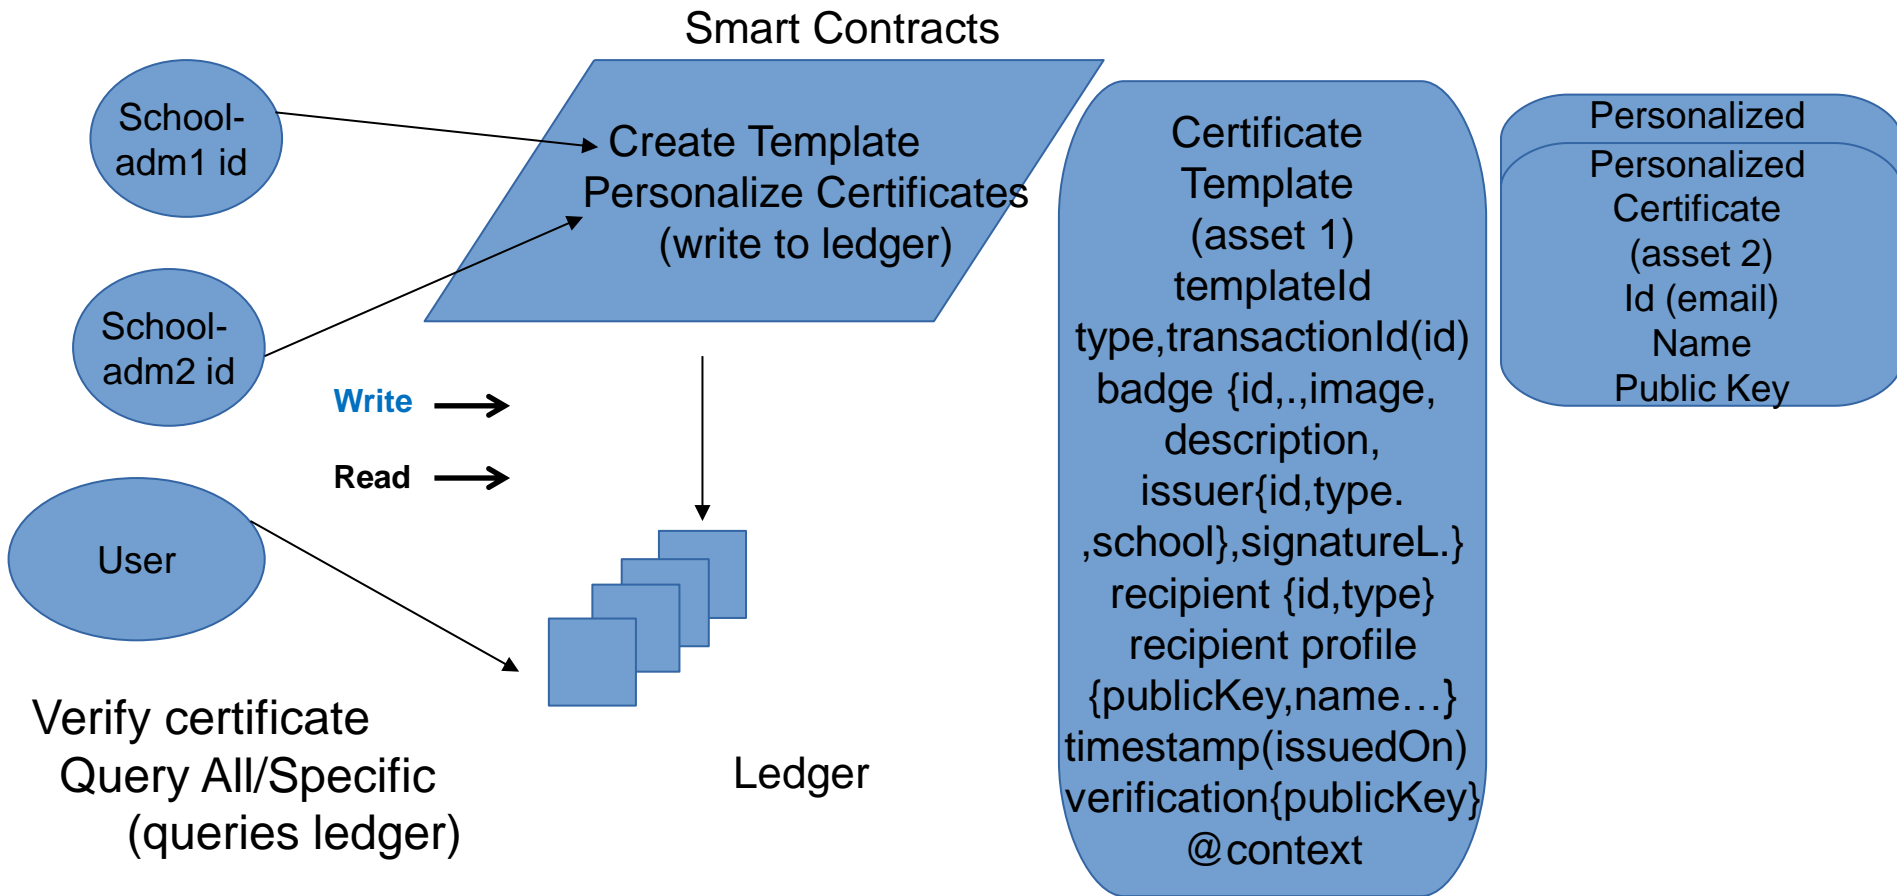 Smart Contracts
School-
adm1 id
Create Template
Personalize Certificates
(write to ledger)
School-
adm2 id
Write
Read
User
Verify certificate
Query All/Specific
(queries ledger)
Ledger
Certificate
Template
(asset 1)
templateId
type,transactionId(id)
badge {id,.,image,
description,
issuer{id,type.
,school},signatureL.}
recipient {id,type}
recipient profile
{publicKey,name…}
timestamp(issuedOn)
verification{publicKey}
@context
Personalized
Personalized
Certificate
(asset 2)
Id (email)
Name
Public Key